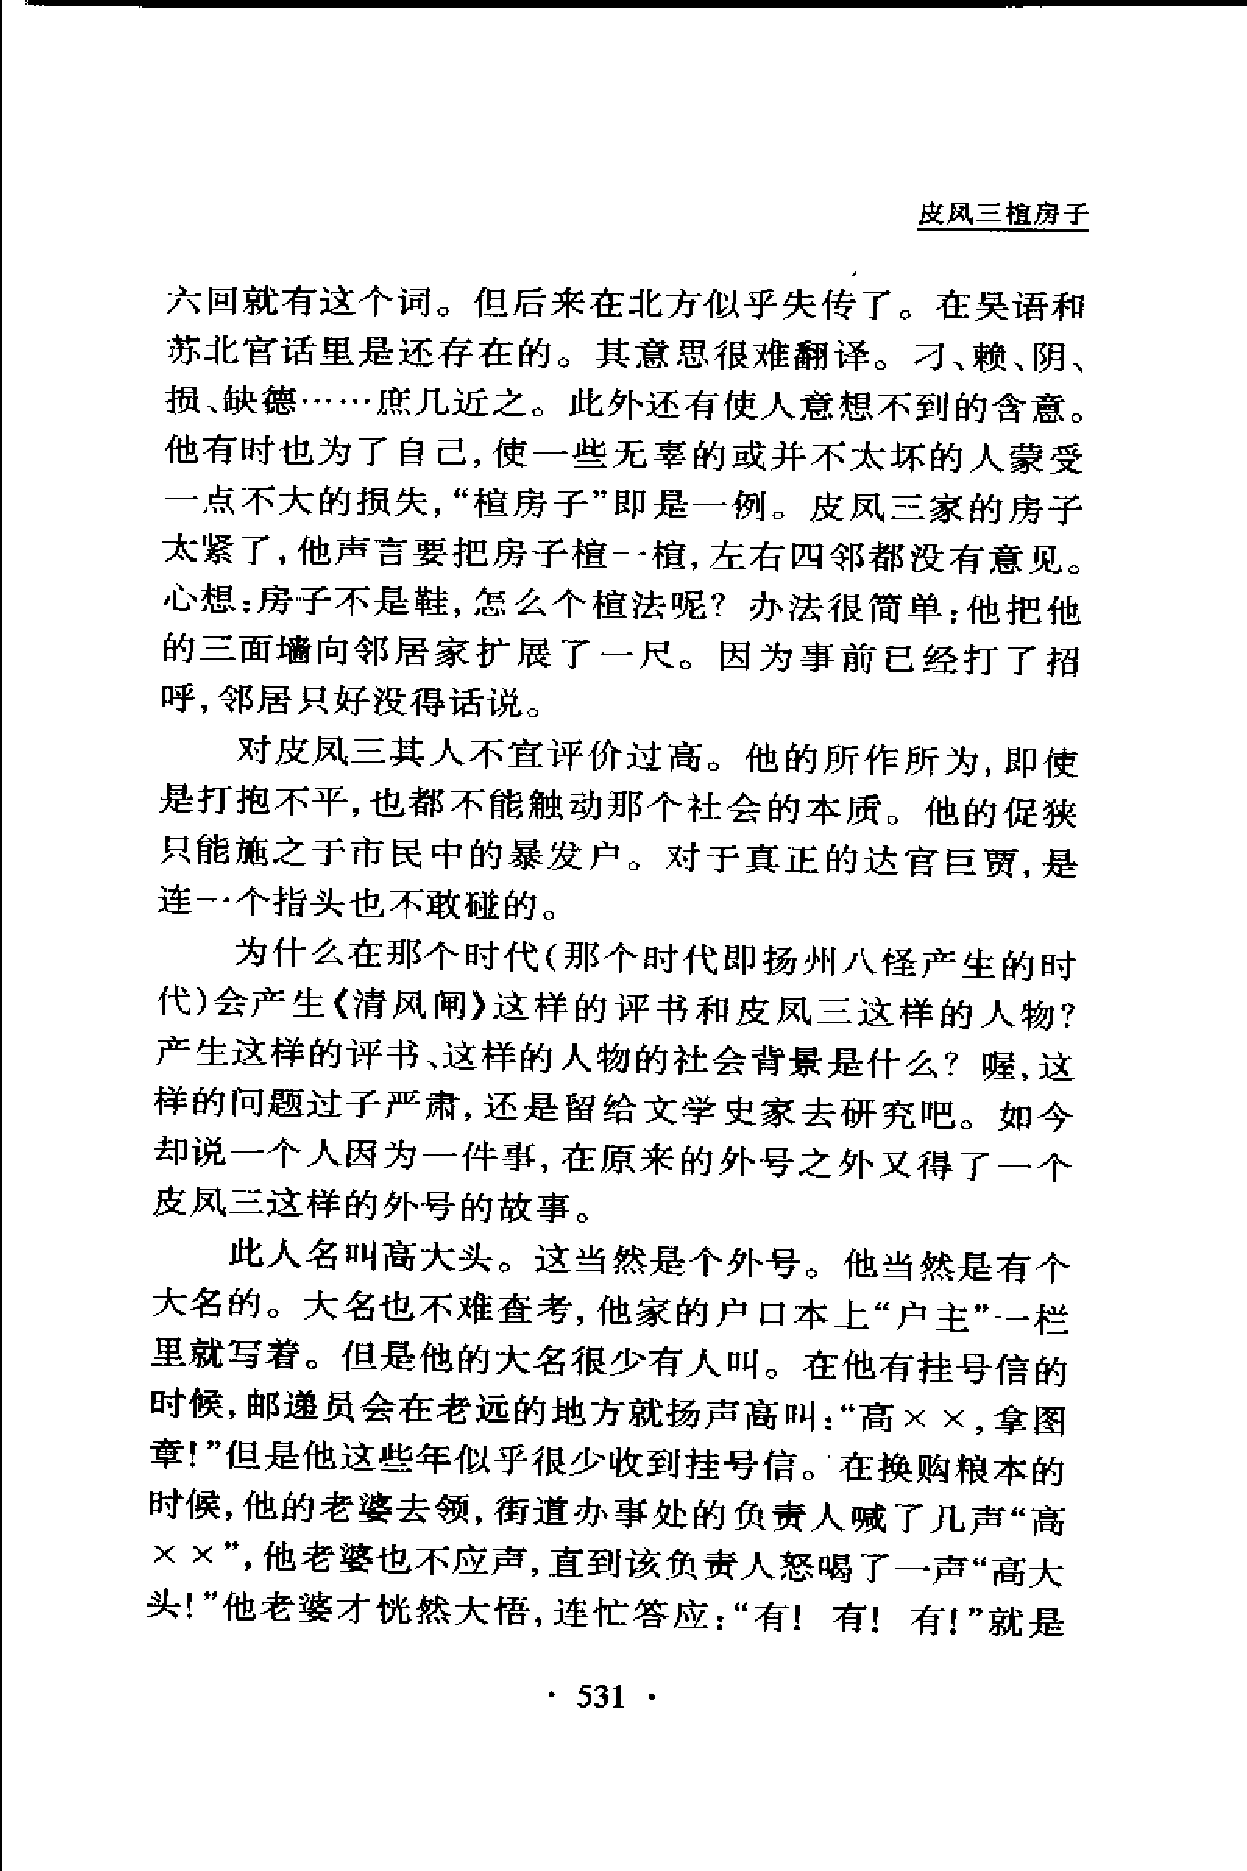 皮凤三楦房子
六回就有这个词。但后来在北方似乎失传了。在吴语和
苏北官话里是还存在的。其意思很难翻译。刁、赖、阴、
损、缺德……庶几近之。此外还有使人意想不到的含意。
他有时也为了自己,使一些无辜的或并不太坏的人蒙受
一点不大的损失,“楦房子”即是一例。皮凤三家的房子
太紧了,他声言要把房子楦一楦,左右四邻都没有意见。
心想:房子不是鞋,怎么个楦法呢?办法很简单:他把他
的三面墙向邻居家扩展了一尺。因为事前已经打了招
呼,邻居只好没得话说。
对皮凤三其人不宜评价过高。他的所作所为,即使
是打抱不平,也都不能触动那个社会的本质。他的促狭
只能施之于市民中的暴发户。对于真正的达官巨贾,是
连一个指头也不敢碰的。
为什么在那个时代(那个时代即扬州八怪产生的时
代)会产生《清风闸》这样的评书和皮凤三这样的人物?
产生这样的评书、这样的人物的社会背景是什么?喔,这
样的问题过于严肃,还是留给文学史家去研究吧。如今
却说一个人因为一件事,在原来的外号之外又得了一个
皮凤三这样的外号的故事。
此人名叫高大头。这当然是个外号。他当然是有个
大名的。大名也不难查考,他家的户口本上“户主”一栏
里就写着。但是他的大名很少有人叫。在他有挂号信的
时候,邮递员会在老远的地方就扬声高叫:“高××,拿图
章!”但是他这些年似乎很少收到挂号信。在换购粮本的
时候,他的老婆去领,街道办事处的负责人喊了几声“高
××”,他老婆也不应声,直到该负责人怒喝了一声“高大
头!”他老婆才恍然大悟,连忙答应:“有!有!有!”就是
· 531 ·